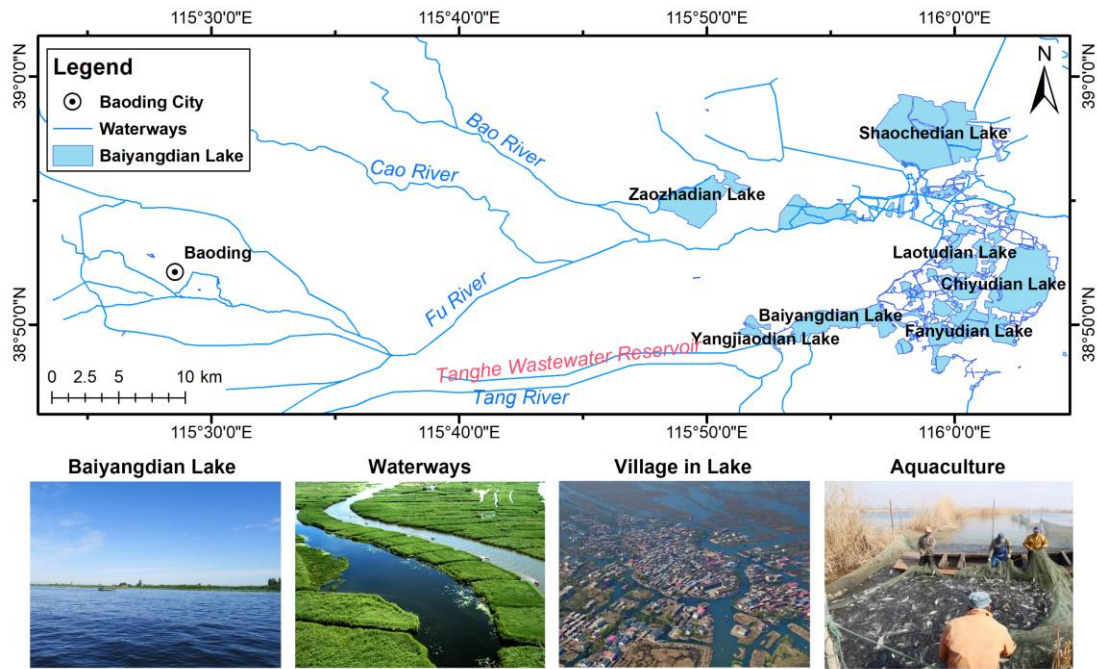 115°30'0"E 115°40'0"E 115°50'0"E 116°0'0"E
39°0'0"N
39°0'0"N
Legend
Baoding City
Waterways
Baiyangdian Lake
N
Shaochedian Lake
Bao River
Cao River
Zaozhadian Lake
Baoding
Laotudian Lake
Chiyudian Lake
Fu River
Baiyangdian Lake
Fanyudian Lake
Yangjiaodian Lake
38°50'0"N
38°50'0"N
Tanghe Wastewater Reservoir
Tang River
0 2.5 5 10 km
115°30'0"E 115°40'0"E 115°50'0"E 116°0'0"E
Baiyangdian Lake Waterways Village in Lake Aquaculture